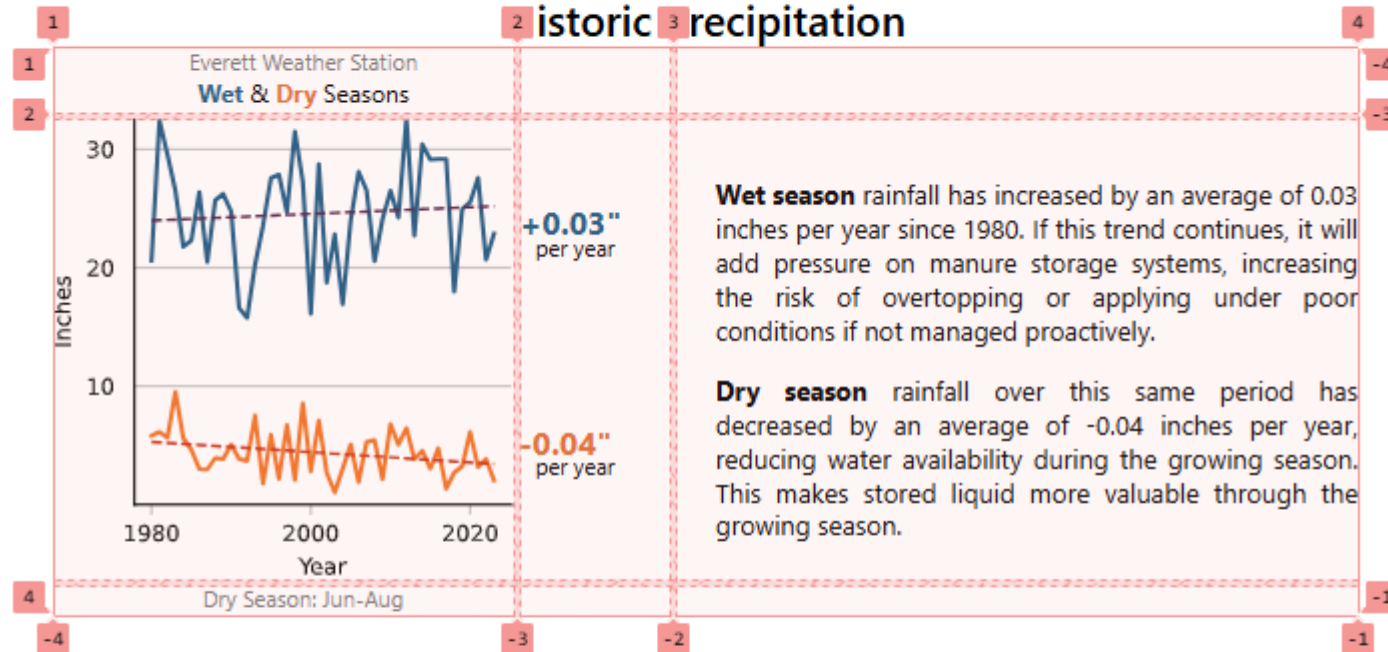 istoric recipitation
1 2 3 4
1 -4
Everett Weather Station
Wet & Dry Seasons
2 -3
30
20
10
Inches
1980 2000 2020
Year
+0.03"
per year
-0.04"
per year
Wet season rainfall has increased by an average of 0.03
inches per year since 1980. If this trend continues, it will
add pressure on manure storage systems, increasing
the risk of overtopping or applying under poor
conditions if not managed proactively.
Dry season rainfall over this same period has
decreased by an average of -0.04 inches per year,
reducing water availability during the growing season.
This makes stored liquid more valuable through the
growing season.
4 -1
Dry Season: Jun-Aug
-4 -3 -2 -1